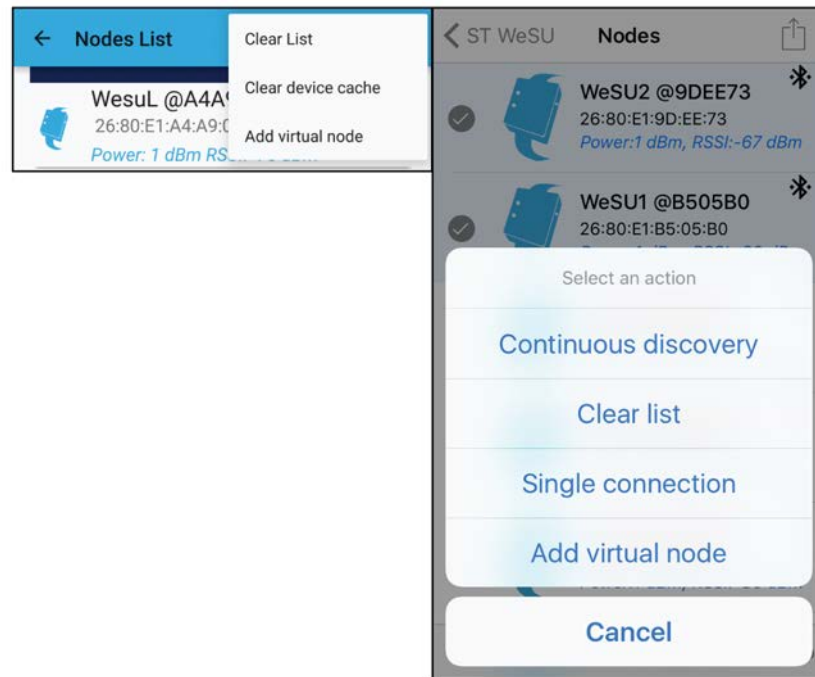 Nodes List
Clear List
Clear device cache
Add virtual node
WesuL @A4A9
26:80:E1:A4:A9:0
Power: 1 dBm
ST WeSU
Nodes
WeSU2 @9DEE73
26:80:E1:9D:EE:73
Power:1 dBm, RSSI:-67 dBm
WeSU1 @B505B0
26:80:E1:B5:05:B0
Select an action
Continuous discovery
Clear list
Single connection
Add virtual node
Cancel